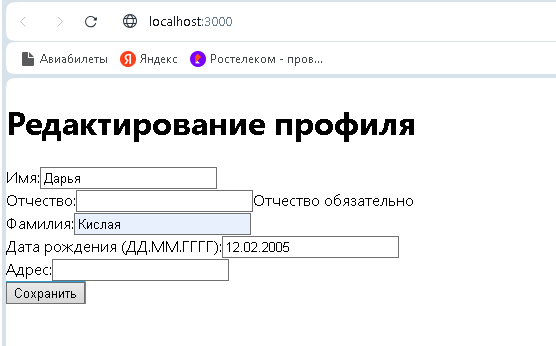 localhost:3000
Авиабилеты Яндекс Ростелеком - пров...
Редактирование профиля
Имя: Дарья
Отчество: Отчество обязательно
Фамилия: Кислая
Дата рождения (ДД.ММ.ГГГГ): 12.02.2005
Адрес:
Сохранить